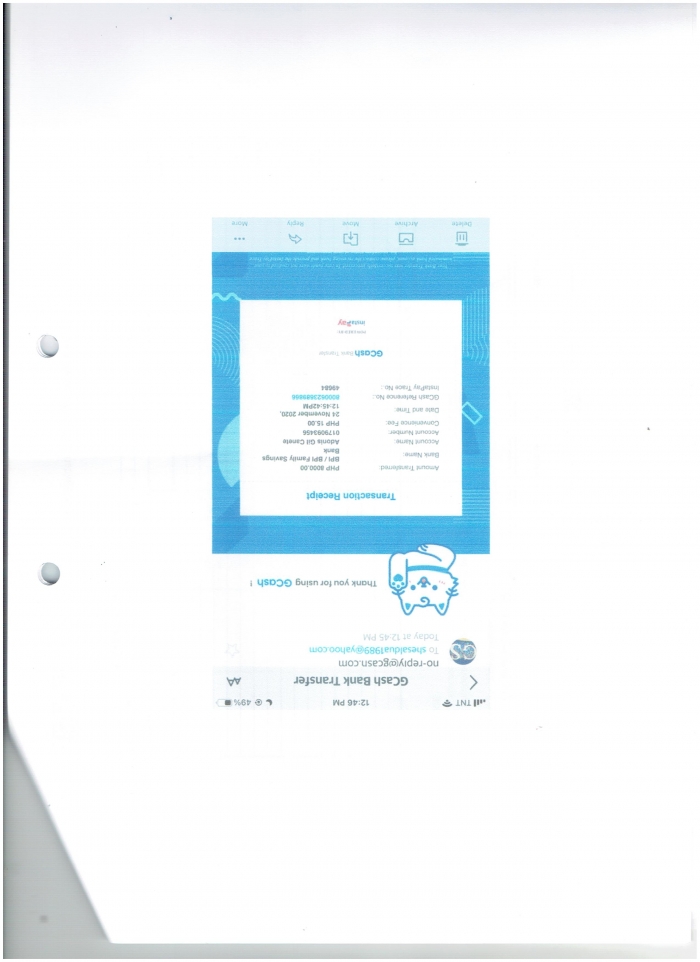 TNT 12:46 PM 49%
GCash Bank Transfer AA
no-reply@gcash.com
To shesaldua1989@yahoo.com
Today at 12:45 PM
Thank you for using GCash !
Transaction Receipt
Amount Transferred: PHP 8000.00
Bank Name: BPI / BPI Family Savings Bank
Account Name: Adonis Gil Canete
Account Number: 0179093456
Convenience Fee: PHP 15.00
Date and Time: 24 November 2020, 12:45:42PM
GCash Reference No.:
InstaPay Trace No.: 49684
GCash Bank Transfer
POWERED BY
instaPay
Delete Archive Move Reply More